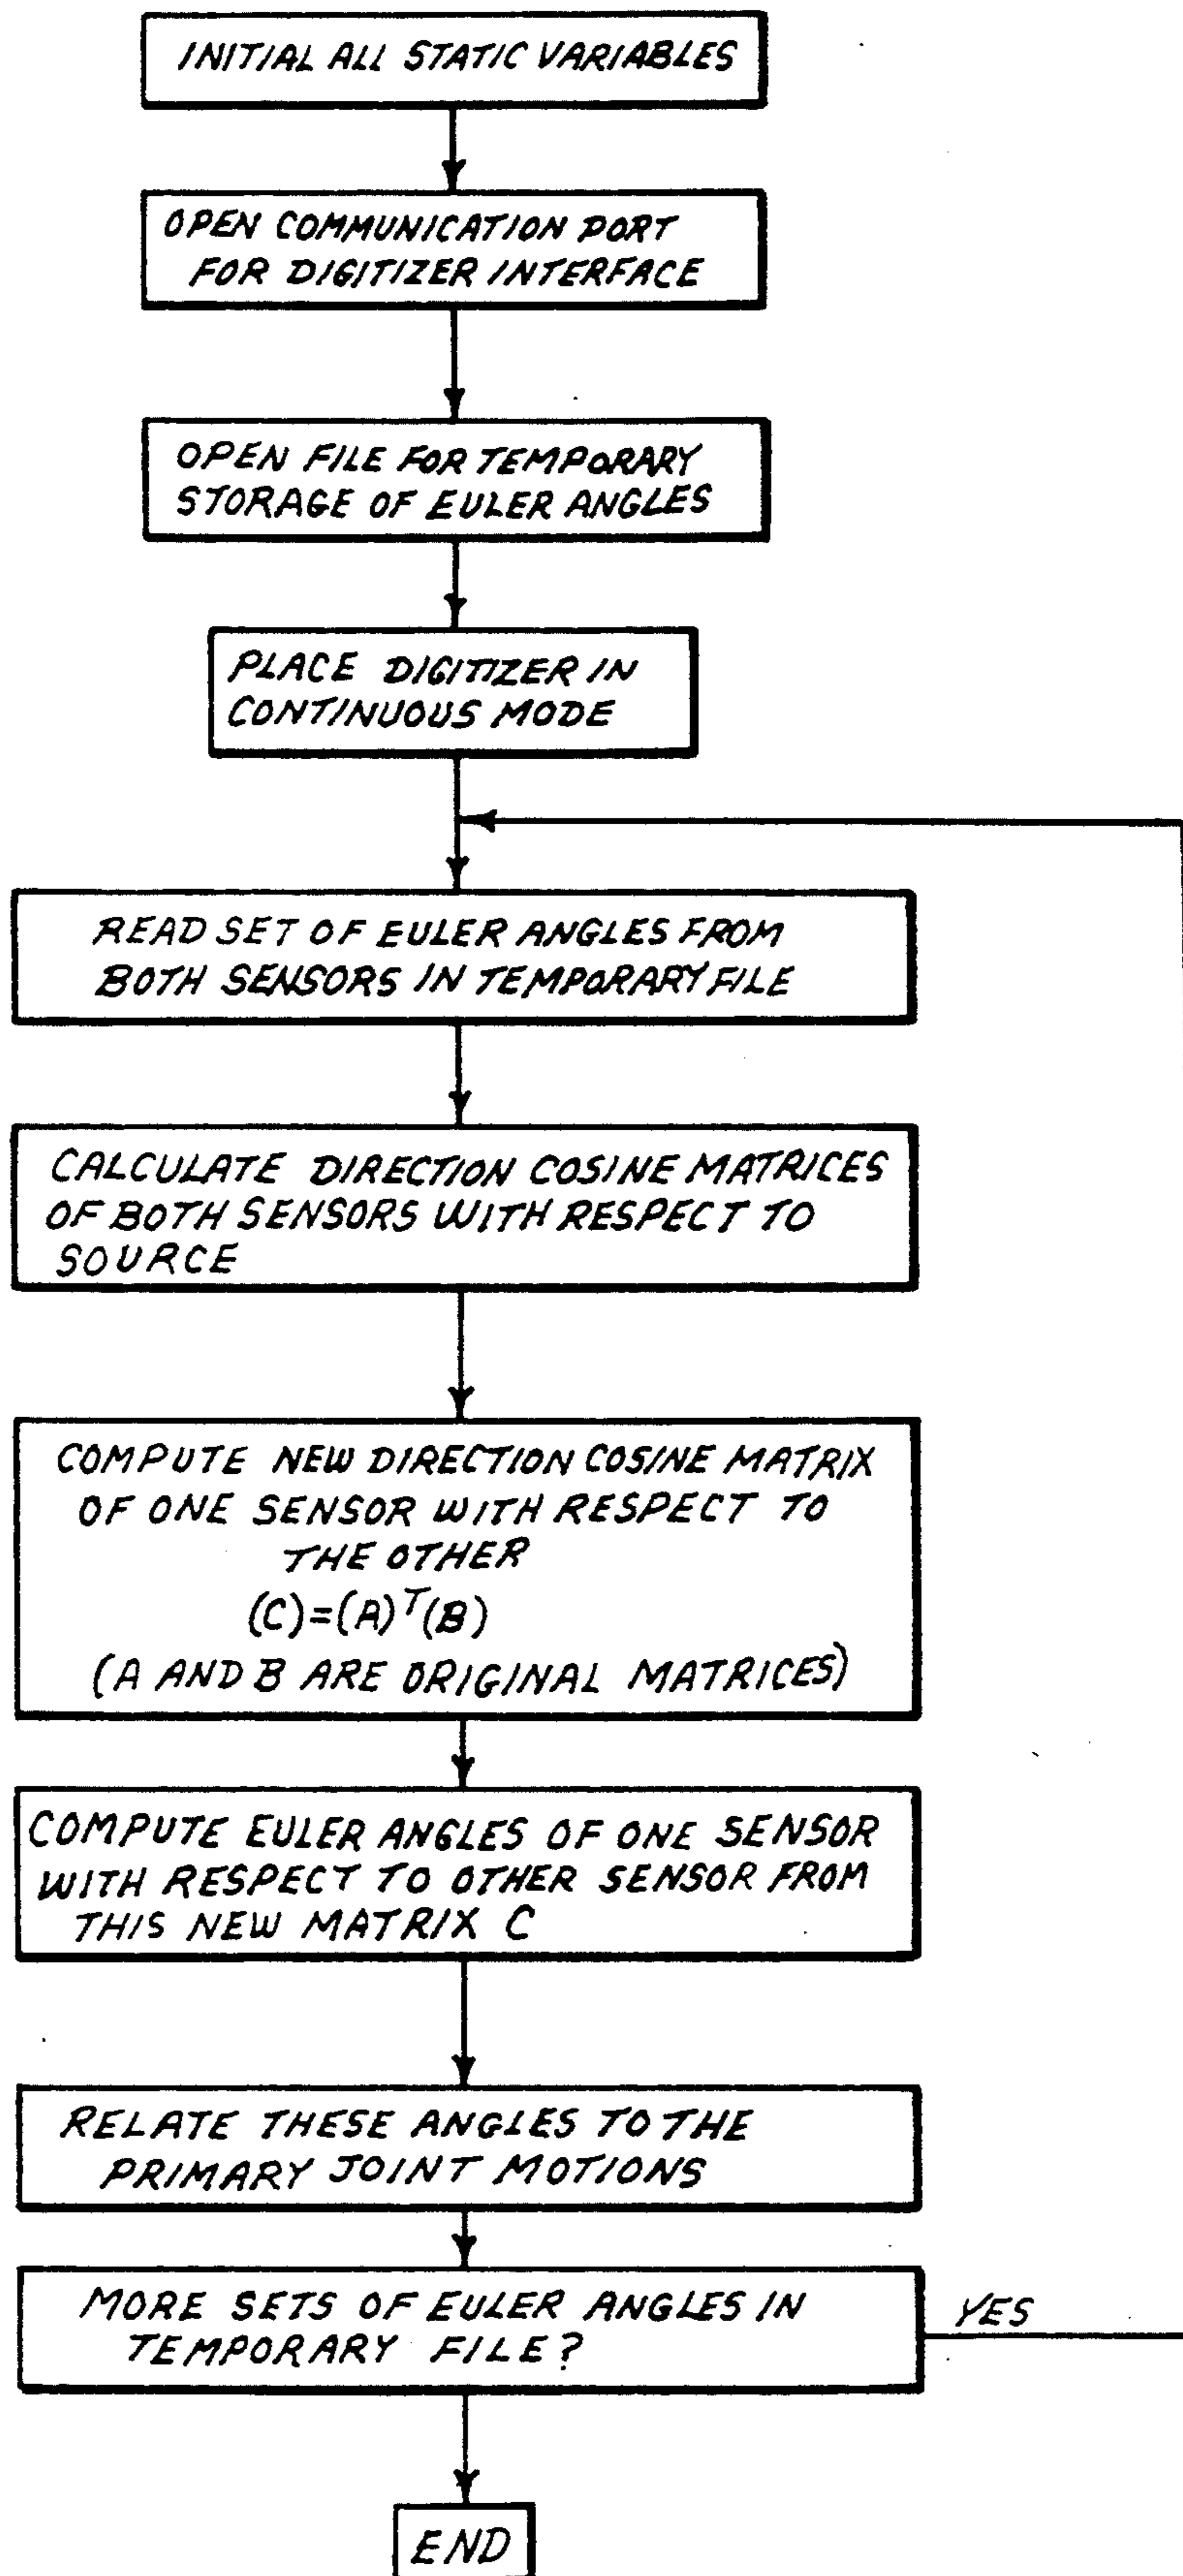 INITIAL ALL STATIC VARIABLES
OPEN COMMUNICATION PORT
FOR DIGITIZER INTERFACE
OPEN FILE FOR TEMPORARY
STORAGE OF EULER ANGLES
PLACE DIGITIZER IN
CONTINUOUS MODE
READ SET OF EULER ANGLES FROM
BOTH SENSORS IN TEMPORARY FILE
CALCULATE DIRECTION COSINE MATRICES
OF BOTH SENSORS WITH RESPECT TO
SOURCE
COMPUTE NEW DIRECTION COSINE MATRIX
OF ONE SENSOR WITH RESPECT TO
THE OTHER
(C)=(A)ᵀ(B)
(A AND B ARE ORIGINAL MATRICES)
COMPUTE EULER ANGLES OF ONE SENSOR
WITH RESPECT TO OTHER SENSOR FROM
THIS NEW MATRIX C
RELATE THESE ANGLES TO THE
PRIMARY JOINT MOTIONS
MORE SETS OF EULER ANGLES IN
TEMPORARY FILE?
YES
END